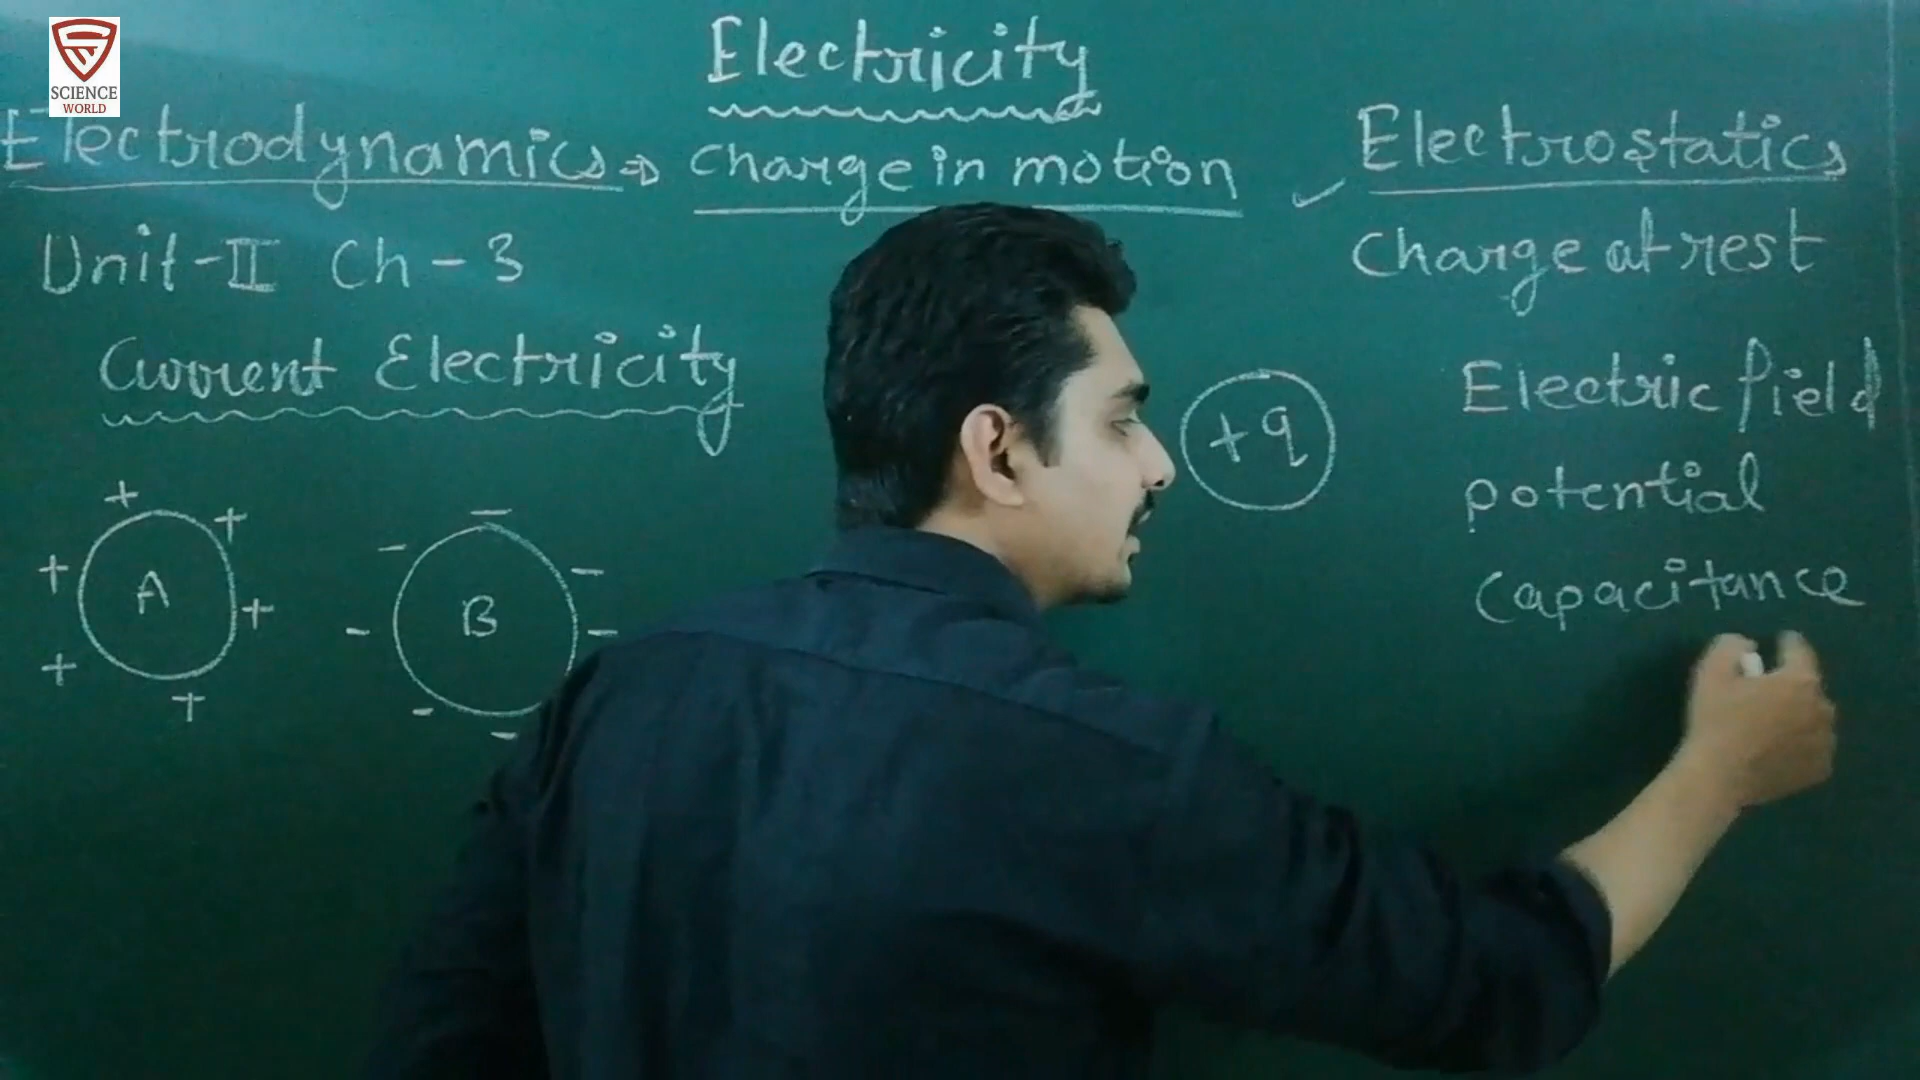 SCIENCE
WORLD
Electricity
Electrodynamics ⇒ Charge in motion
Unit-II Ch-3
Current Electricity
+ + + + + + A
- - - - - - - B
Electrostatics
✓
Charge at rest
+q
Electric field
potential
Capacitance